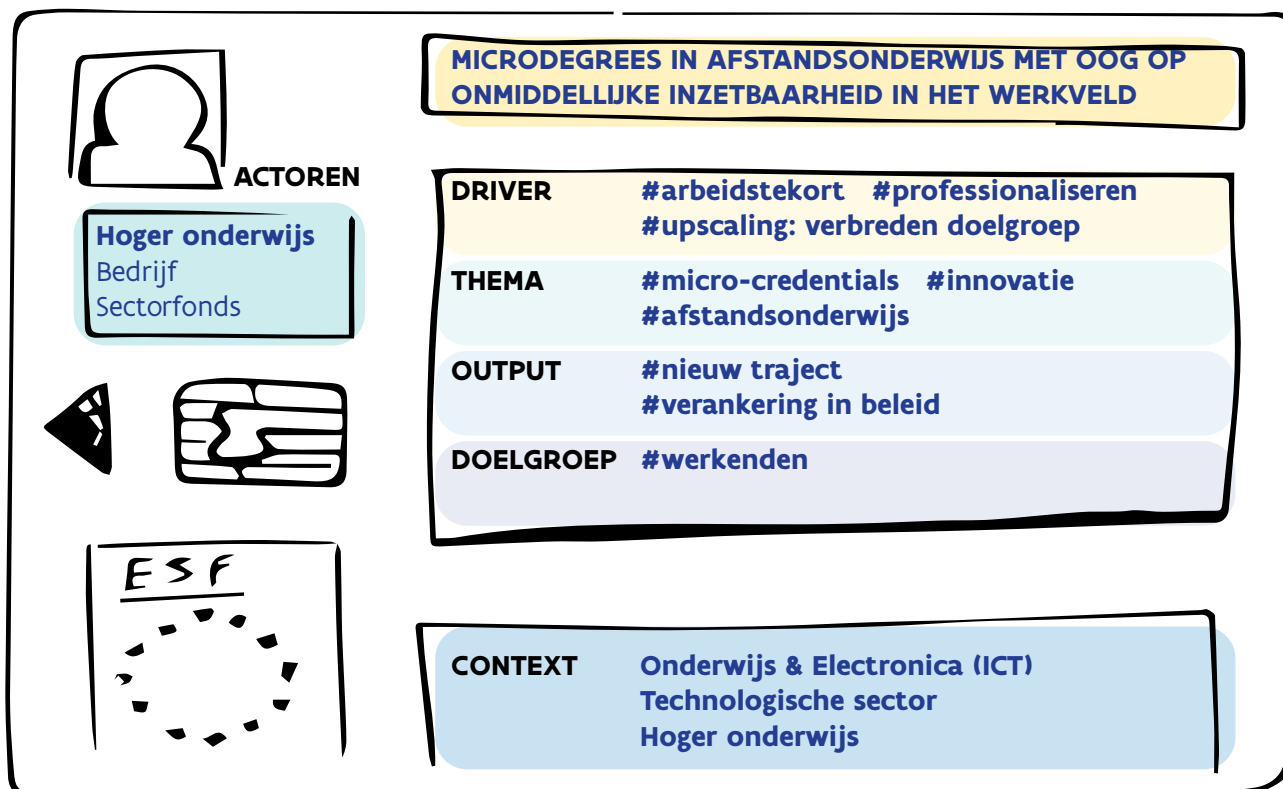 MICRODEGREES IN AFSTANDSONDERWIJS MET OOG OP
ONMIDDELLIJKE INZETBAARHEID IN HET WERKVELD
ACTOREN
Hoger onderwijs
Bedrijf
Sectorfonds
DRIVER #arbeidstekort #professionaliseren
#upscaling: verbreden doelgroep
THEMA #micro-credentials #innovatie
#afstandsonderwijs
OUTPUT #nieuw traject
#verankering in beleid
DOELGROEP #werkenden
ESF
CONTEXT Onderwijs & Electronica (ICT)
Technologische sector
Hoger onderwijs